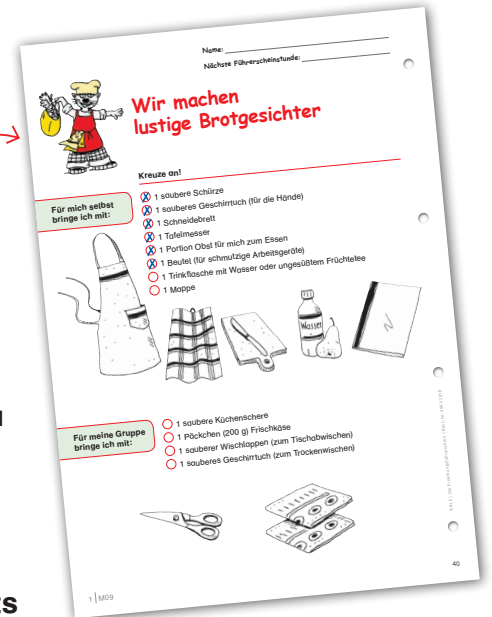 Name:
Nächste Führerscheinstunde:
Wir machen
lustige Brotgesichter
Kreuze an!
Für mich selbst
bringe ich mit:
X 1 saubere Schürze
X 1 sauberes Geschirrtuch (für die Hände)
X 1 Schneidebrett
X 1 Tafelmesser
X 1 Portion Obst für mich zum Essen
X 1 Beutel (für schmutzige Arbeitsgeräte)
1 Trinkflasche mit Wasser oder ungesüßtem Früchtetee
1 Mappe
Wasser
Für meine Gruppe
bringe ich mit:
1 saubere Küchenschere
1 Päckchen (200 g) Frischkäse
1 sauberer Wischlappen (zum Tischabwischen)
1 sauberes Geschirrtuch (zum Trockenwischen)
40
1 | M09
ts